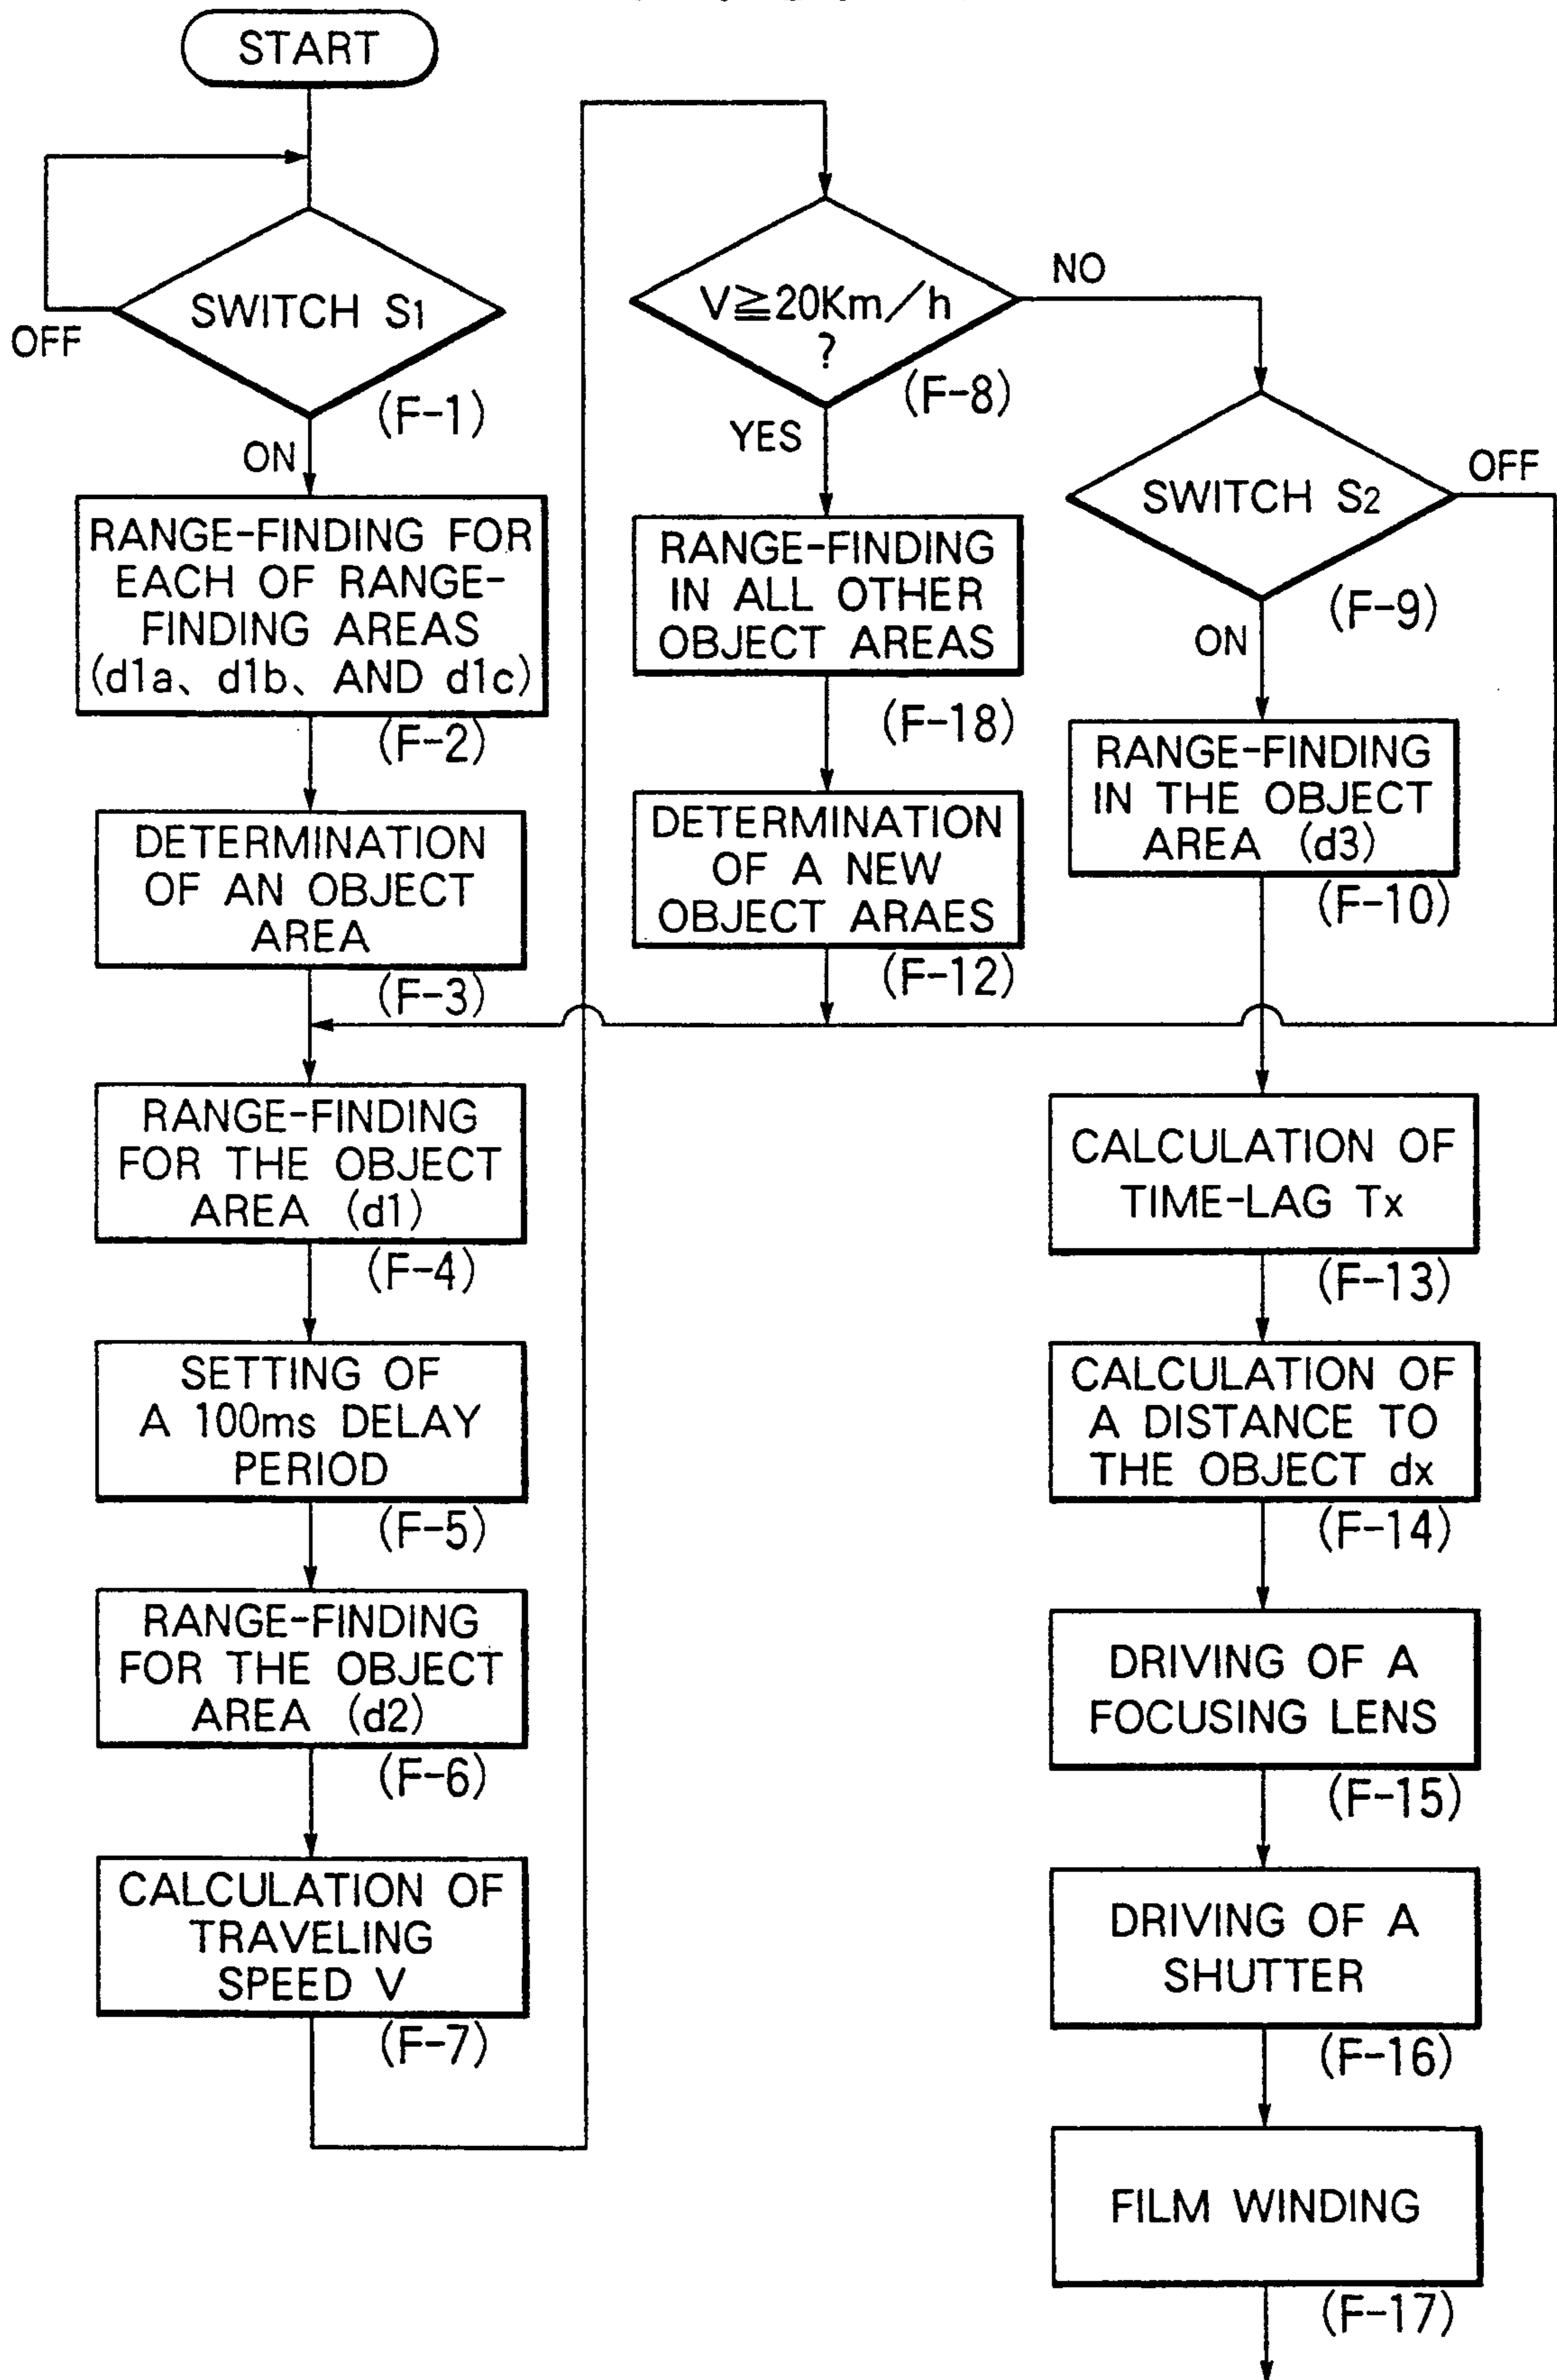 START
SWITCH S1
OFF
(F-1)
ON
RANGE-FINDING FOR
EACH OF RANGE-
FINDING AREAS
(d1a、d1b、AND d1c)
(F-2)
DETERMINATION
OF AN OBJECT
AREA
(F-3)
RANGE-FINDING
FOR THE OBJECT
AREA (d1)
(F-4)
SETTING OF
A 100ms DELAY
PERIOD
(F-5)
RANGE-FINDING
FOR THE OBJECT
AREA (d2)
(F-6)
CALCULATION OF
TRAVELING
SPEED V
(F-7)
V≧20Km/h
?
NO
(F-8)
YES
RANGE-FINDING
IN ALL OTHER
OBJECT AREAS
(F-18)
DETERMINATION
OF A NEW
OBJECT ARAES
(F-12)
SWITCH S2
OFF
(F-9)
ON
RANGE-FINDING
IN THE OBJECT
AREA (d3)
(F-10)
CALCULATION OF
TIME-LAG Tx
(F-13)
CALCULATION OF
A DISTANCE TO
THE OBJECT dx
(F-14)
DRIVING OF A
FOCUSING LENS
(F-15)
DRIVING OF A
SHUTTER
(F-16)
FILM WINDING
(F-17)